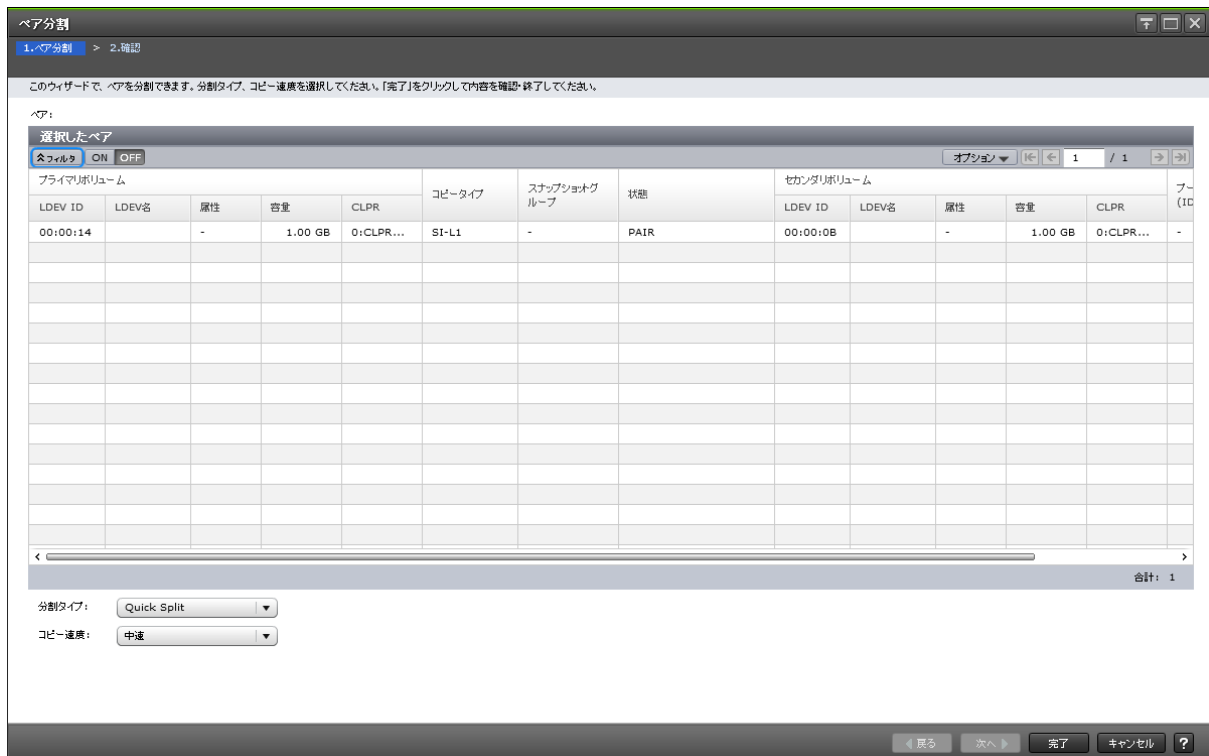 ペア分割
1.ペア分割 > 2.確認
このウィザードで、ペアを分割できます。分割タイプ、コピー速度を選択してください。「完了」をクリックして内容を確認・終了してください。
ペア:
選択したペア
フィルタ ON OFF オプション 1 / 1
プライマリボリューム コピータイプ スナップショットグループ 状態 セカンダリボリューム プー (ID
LDEV ID LDEV名 属性 容量 CLPR LDEV ID LDEV名 属性 容量 CLPR
00:00:14 - 1.00 GB 0:CLPR... SI-L1 - PAIR 00:00:0B - 1.00 GB 0:CLPR... -
合計: 1
分割タイプ: Quick Split
コピー速度: 中速
戻る 次へ 完了 キャンセル ?